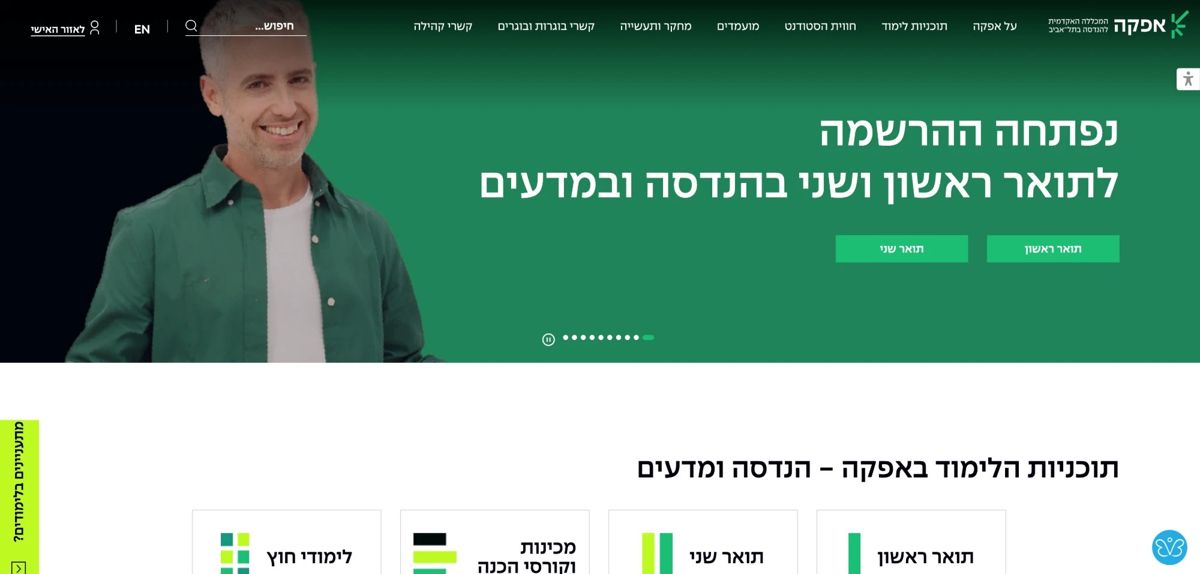 אפקה
המכללה האקדמית
להנדסה בתל־אביב
על אפקה
תוכניות לימוד
חווית הסטודנט
מועמדים
מחקר ותעשייה
קשרי בוגרות ובוגרים
קשרי קהילה
חיפוש...
EN
לאזור האישי
נפתחה ההרשמה
לתואר ראשון ושני בהנדסה ובמדעים
תואר ראשון
תואר שני
מתעניינים בלימודים?
תוכניות הלימוד באפקה – הנדסה ומדעים
תואר ראשון
תואר שני
מכינות
וקורסי הכנה
לימודי חוץ